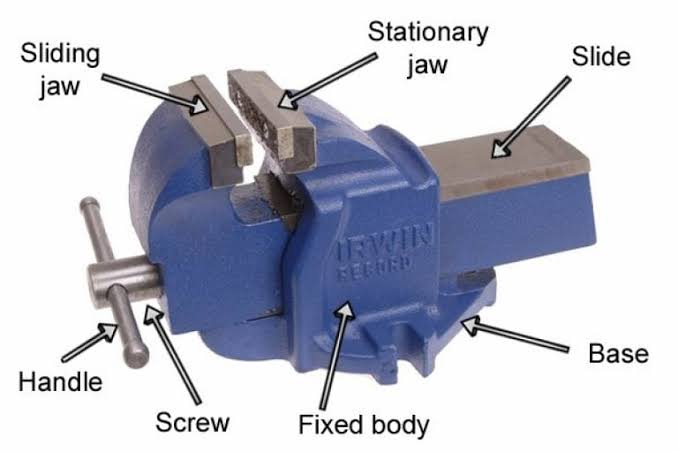 Sliding
jaw
Stationary
jaw
Slide
IRWIN
RECORD
Base
Handle
Screw
Fixed body